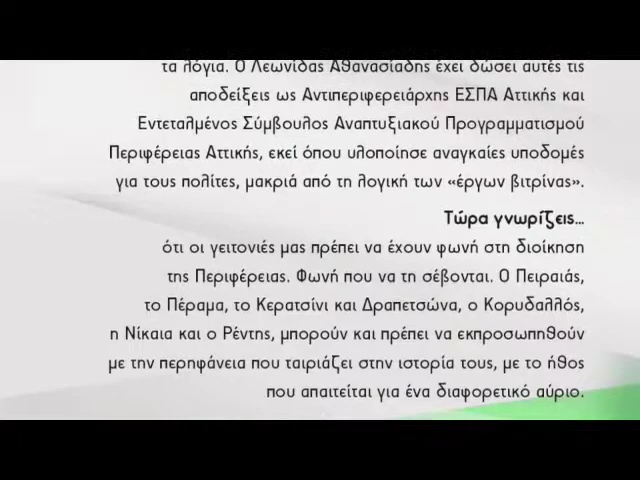 τα λόγια. Ο Λεωνίδας Αθανασιάδης έχει δώσει αυτές τις
αποδείξεις ως Αντιπεριφερειάρχης ΕΣΠΑ Αττικής και
Εντεταλμένος Σύμβουλος Αναπτυξιακού Προγραμματισμού
Περιφέρειας Αττικής, εκεί όπου υλοποίησε αναγκαίες υποδομές
για τους πολίτες, μακριά από τη λογική των «έργων βιτρίνας».
Τώρα γνωρίζεις...
ότι οι γειτονιές μας πρέπει να έχουν φωνή στη διοίκηση
της Περιφέρειας. Φωνή που να τη σέβονται. Ο Πειραιάς,
το Πέραμα, το Κερατσίνι και Δραπετσώνα, ο Κορυδαλλός,
η Νίκαια και ο Ρέντης, μπορούν και πρέπει να εκπροσωπηθούν
με την περηφάνεια που ταιριάζει στην ιστορία τους, με το ήθος
που απαιτείται για ένα διαφορετικό αύριο.